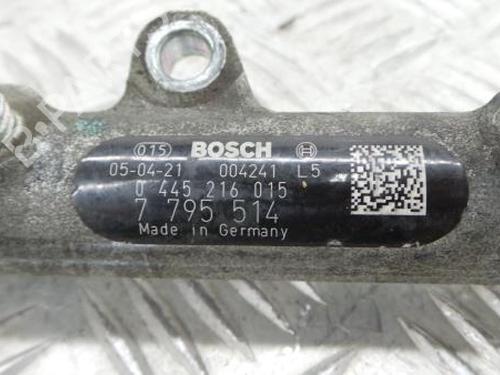 015 BOSCH
05-04-21 004241 L5
0 445 216 015
7 795 514
Made in Germany